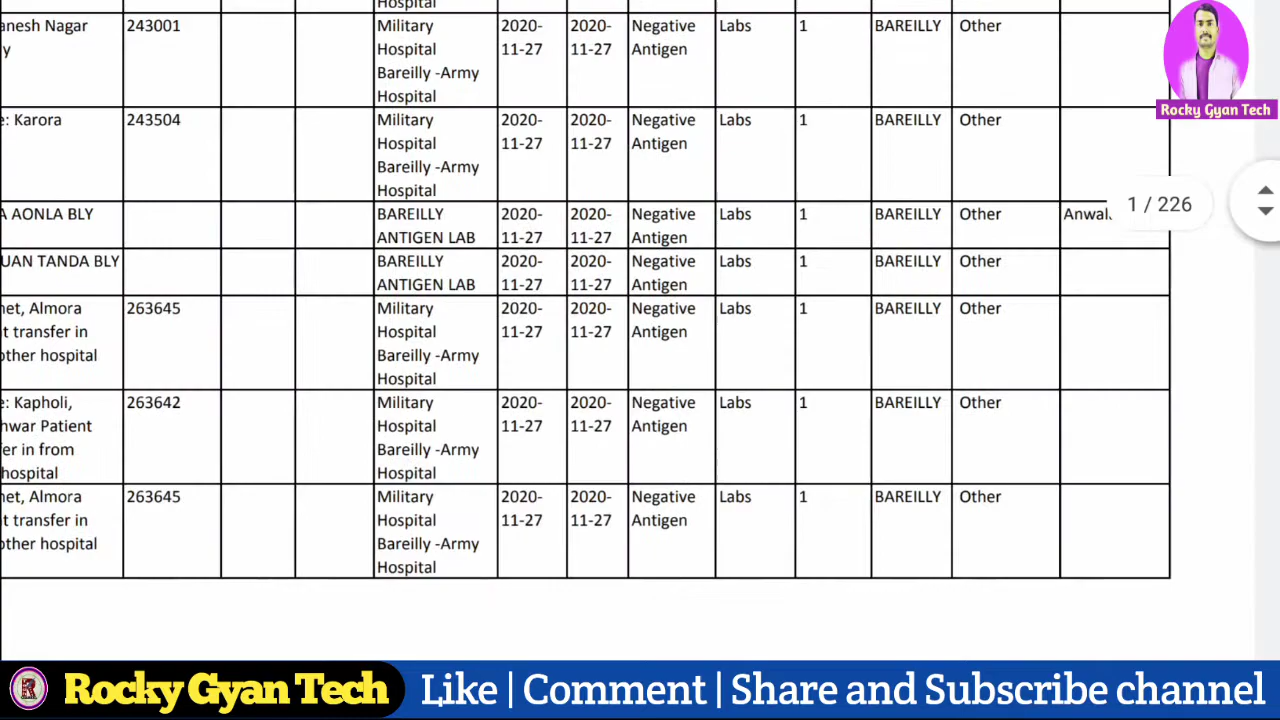 Hospital
anesh Nagar 243001 Military 2020- 2020- Negative Labs 1 BAREILLY Other
y Hospital 11-27 11-27 Antigen
Bareilly -Army
Hospital
Rocky Gyan Tech
e: Karora 243504 Military 2020- 2020- Negative Labs 1 BAREILLY Other
Hospital 11-27 11-27 Antigen
Bareilly -Army
Hospital
1 / 226
A AONLA BLY BAREILLY 2020- 2020- Negative Labs 1 BAREILLY Other
ANTIGEN LAB 11-27 11-27 Antigen
UAN TANDA BLY BAREILLY 2020- 2020- Negative Labs 1 BAREILLY Other
ANTIGEN LAB 11-27 11-27 Antigen
net, Almora 263645 Military 2020- 2020- Negative Labs 1 BAREILLY Other
t transfer in Hospital 11-27 11-27 Antigen
other hospital Bareilly -Army
Hospital
e: Kapholi, 263642 Military 2020- 2020- Negative Labs 1 BAREILLY Other
nwar Patient Hospital 11-27 11-27 Antigen
fer in from Bareilly -Army
hospital Hospital
net, Almora 263645 Military 2020- 2020- Negative Labs 1 BAREILLY Other
t transfer in Hospital 11-27 11-27 Antigen
other hospital Bareilly -Army
Hospital
R Rocky Gyan Tech Like | Comment | Share and Subscribe channel